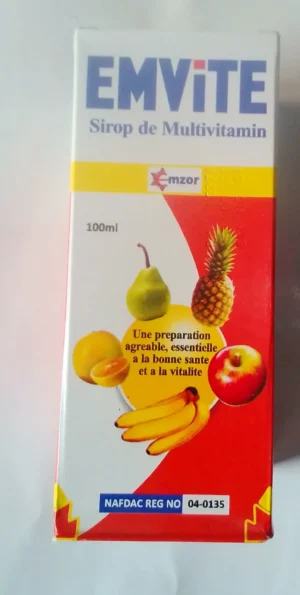 EMViTE
Sirop de Multivitamin
emzor
100ml
Une preparation
agreable, essentielle
a la bonne sante
et a la vitalite
NAFDAC REG NO 04-0135